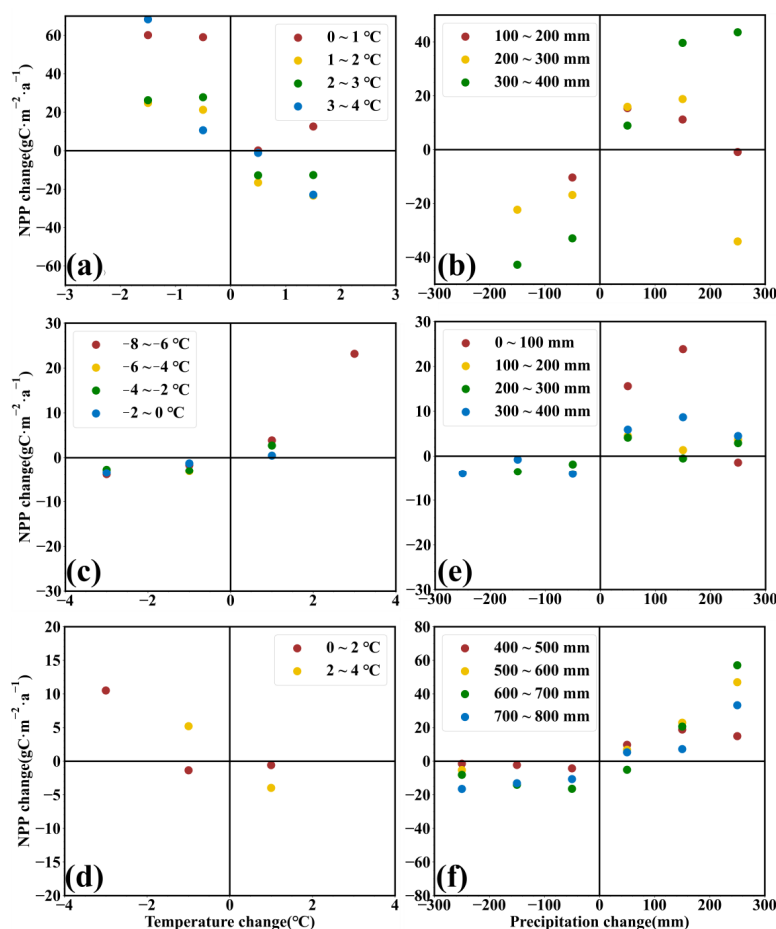 60
40
20
0
−20
−40
−60
−3
−2
−1
0
1
2
3
NPP change(gC·m⁻²·a⁻¹)
0 ~ 1 ℃
1 ~ 2 ℃
2 ~ 3 ℃
3 ~ 4 ℃
(a)
40
20
0
−20
−40
−300
−200
−100
0
100
200
300
100 ~ 200 mm
200 ~ 300 mm
300 ~ 400 mm
(b)
30
20
10
0
−10
−20
−30
−4
−2
0
2
4
NPP change(gC·m⁻²·a⁻¹)
−8 ~ −6 ℃
−6 ~ −4 ℃
−4 ~ −2 ℃
−2 ~ 0 ℃
(c)
30
20
10
0
−10
−20
−30
−300
−200
−100
0
100
200
300
0 ~ 100 mm
100 ~ 200 mm
200 ~ 300 mm
300 ~ 400 mm
(e)
20
15
10
5
0
−5
−10
−15
−20
−4
−2
0
2
4
NPP change(gC·m⁻²·a⁻¹)
0 ~ 2 ℃
2 ~ 4 ℃
(d)
Temperature change(℃)
80
60
40
20
0
−20
−40
−60
−80
−300
−200
−100
0
100
200
300
400 ~ 500 mm
500 ~ 600 mm
600 ~ 700 mm
700 ~ 800 mm
(f)
Precipitation change(mm)